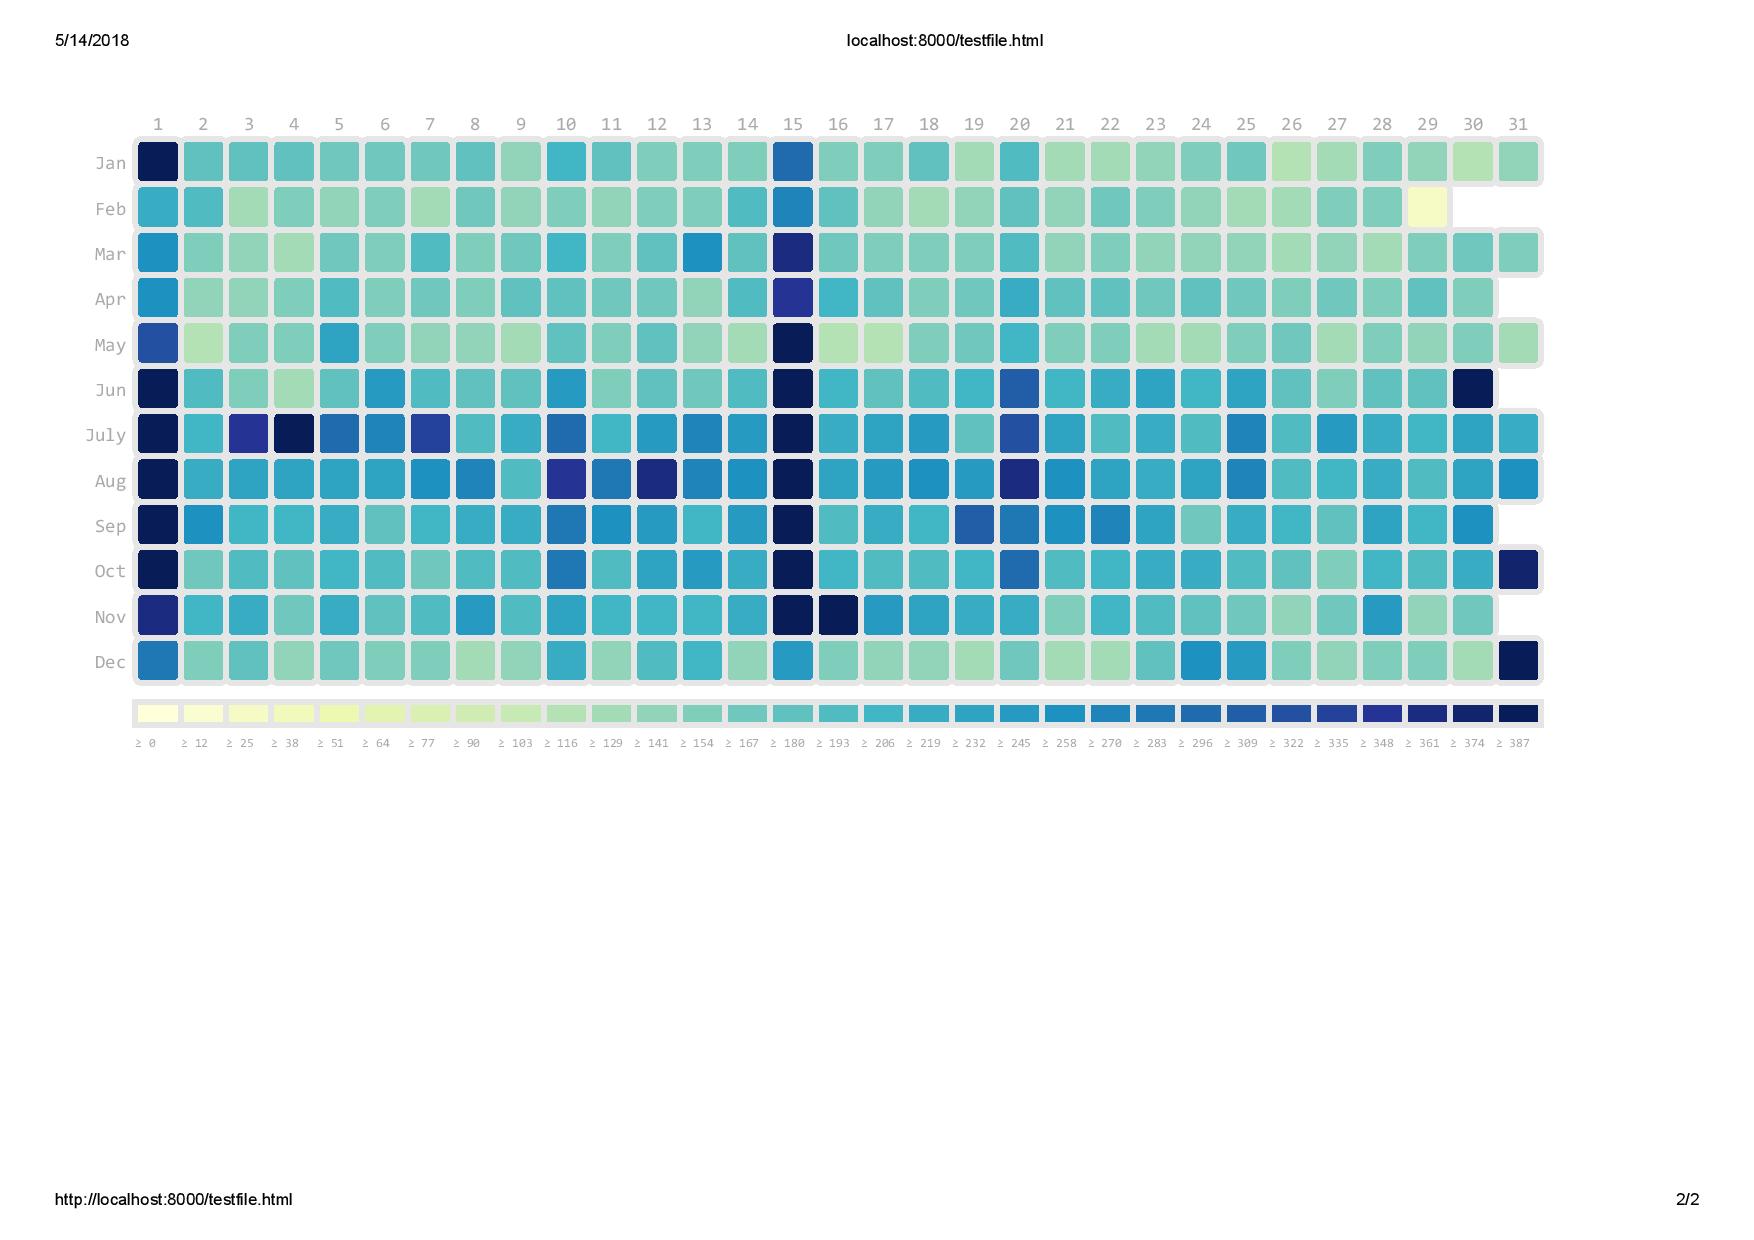 5/14/2018 localhost:8000/testfile.html
1 2 3 4 5 6 7 8 9 10 11 12 13 14 15 16 17 18 19 20 21 22 23 24 25 26 27 28 29 30 31
Jan
Feb
Mar
Apr
May
Jun
July
Aug
Sep
Oct
Nov
Dec
≥ 0 ≥ 12 ≥ 25 ≥ 38 ≥ 51 ≥ 64 ≥ 77 ≥ 90 ≥ 103 ≥ 116 ≥ 129 ≥ 141 ≥ 154 ≥ 167 ≥ 180 ≥ 193 ≥ 206 ≥ 219 ≥ 232 ≥ 245 ≥ 258 ≥ 270 ≥ 283 ≥ 296 ≥ 309 ≥ 322 ≥ 335 ≥ 348 ≥ 361 ≥ 374 ≥ 387
http://localhost:8000/testfile.html 2/2